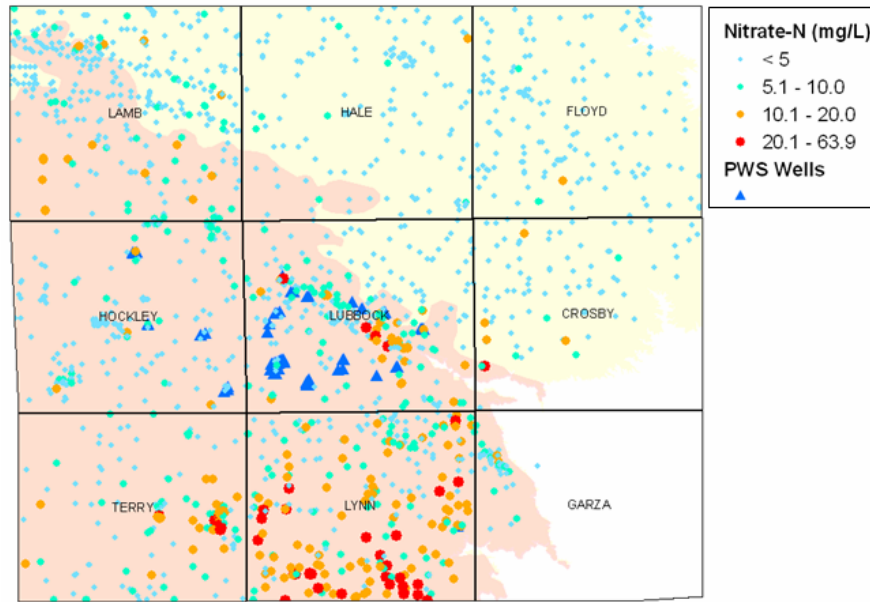 Nitrate-N (mg/L)
< 5
5.1 - 10.0
10.1 - 20.0
20.1 - 63.9
PWS Wells
LAMB
HALE
FLOYD
HOCKLEY
LUBBOCK
CROSBY
TERRY
LYNN
GARZA